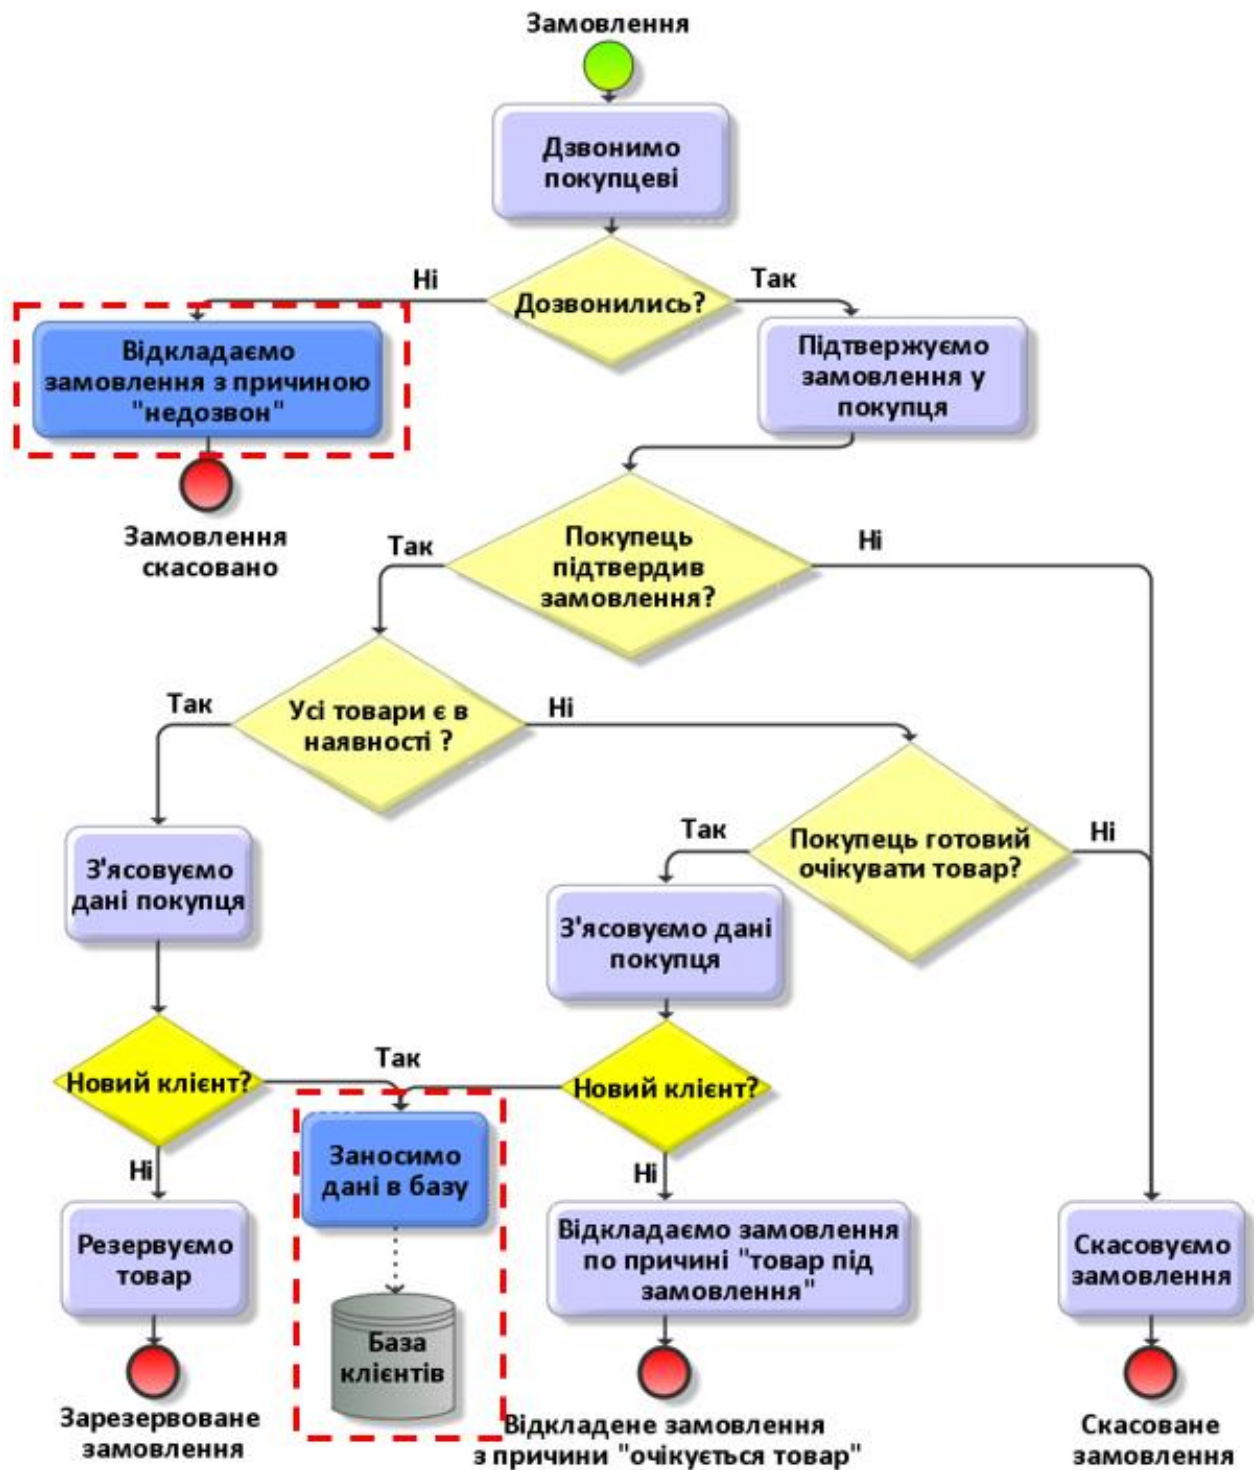 Замовлення
Дзвонимо
покупцеві
Ні
Так
Дозвонились?
Відкладаємо
замовлення з причиною
"недозвон"
Підтвержуємо
замовлення у
покупця
Замовлення
скасовано
Так
Покупець
підтвердив
замовлення?
Ні
Так
Усі товари є в
наявності ?
Ні
Так
Покупець готовий
очікувати товар?
Ні
З'ясовуємо
дані покупця
З'ясовуємо дані
покупця
Новий клієнт?
Так
Новий клієнт?
Ні
Заносимо
дані в базу
Ні
Резервуємо
товар
Відкладаємо замовлення
по причині "товар під
замовлення"
Скасовуємо
замовлення
База
клієнтів
Зарезервоване
замовлення
Відкладене замовлення
з причини "очікується товар"
Скасоване
замовлення